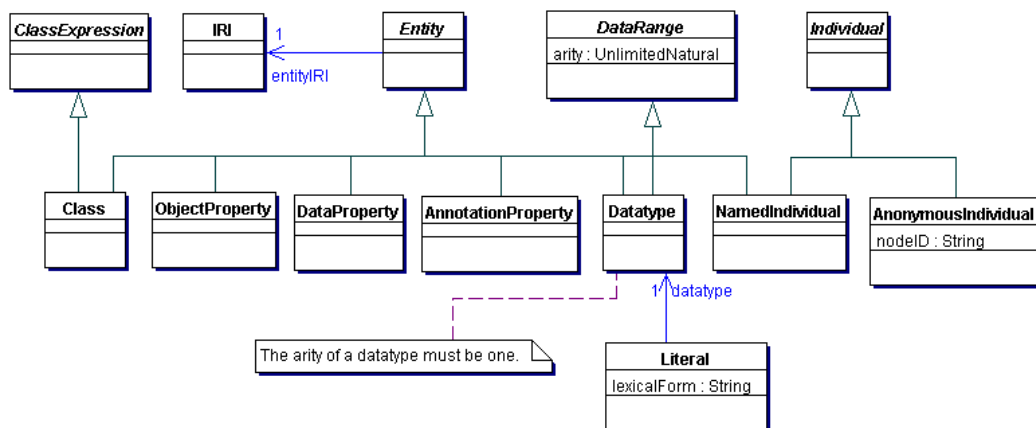 ClassExpression
IRI
Entity
DataRange
arity : UnlimitedNatural
Individual
1
entityIRI
Class
ObjectProperty
DataProperty
AnnotationProperty
Datatype
NamedIndividual
AnonymousIndividual
nodeID : String
1 datatype
The arity of a datatype must be one.
Literal
lexicalForm : String